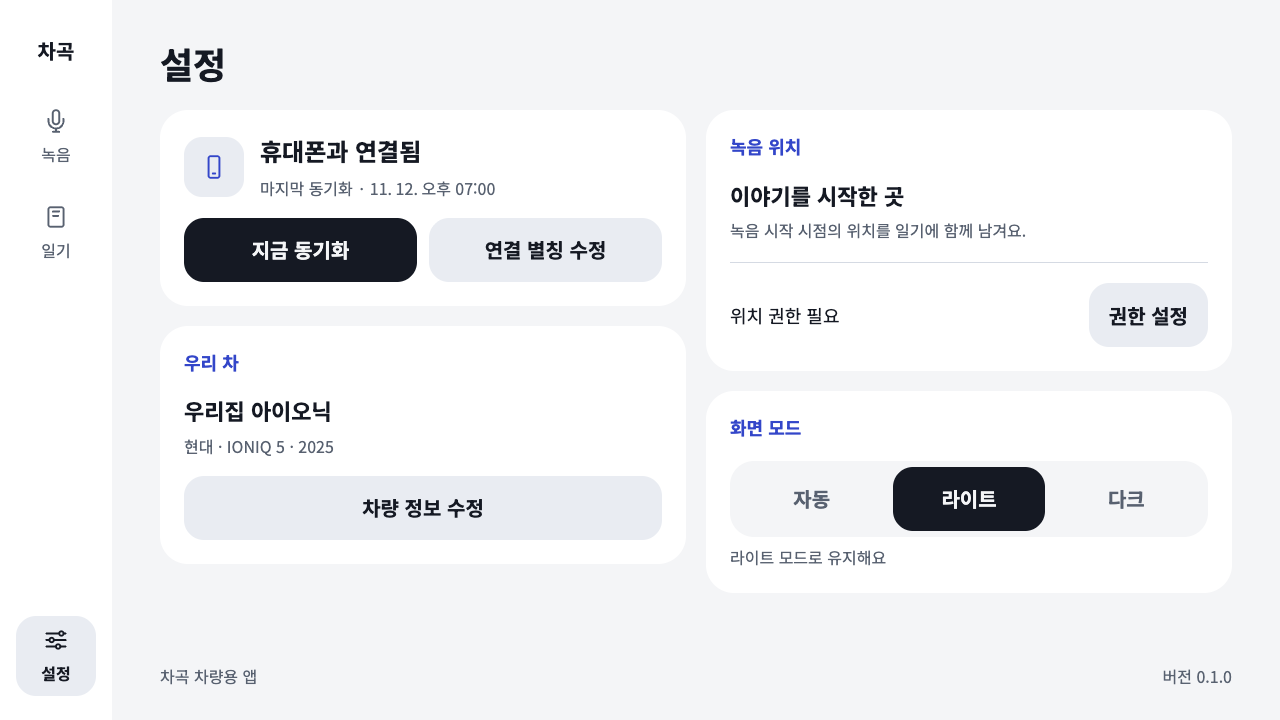 차곡
녹음
일기
설정
설정
휴대폰과 연결됨
마지막 동기화 · 11. 12. 오후 07:00
지금 동기화
연결 별칭 수정
우리 차
우리집 아이오닉
현대 · IONIQ 5 · 2025
차량 정보 수정
녹음 위치
이야기를 시작한 곳
녹음 시작 시점의 위치를 일기에 함께 남겨요.
위치 권한 필요
권한 설정
화면 모드
자동
라이트
다크
라이트 모드로 유지해요
차곡 차량용 앱
버전 0.1.0